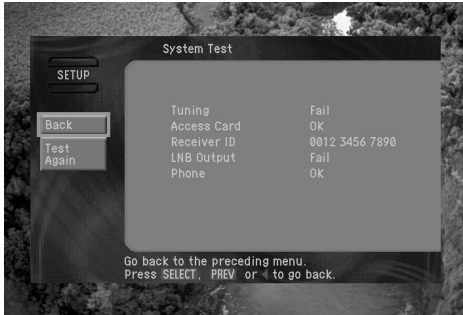 System Test
SETUP
Back
Test
Again
Tuning Fail
Access Card OK
Receiver ID 0012 3456 7890
LNB Output Fail
Phone OK
Go back to the preceding menu.
Press SELECT, PREV or ◀ to go back.